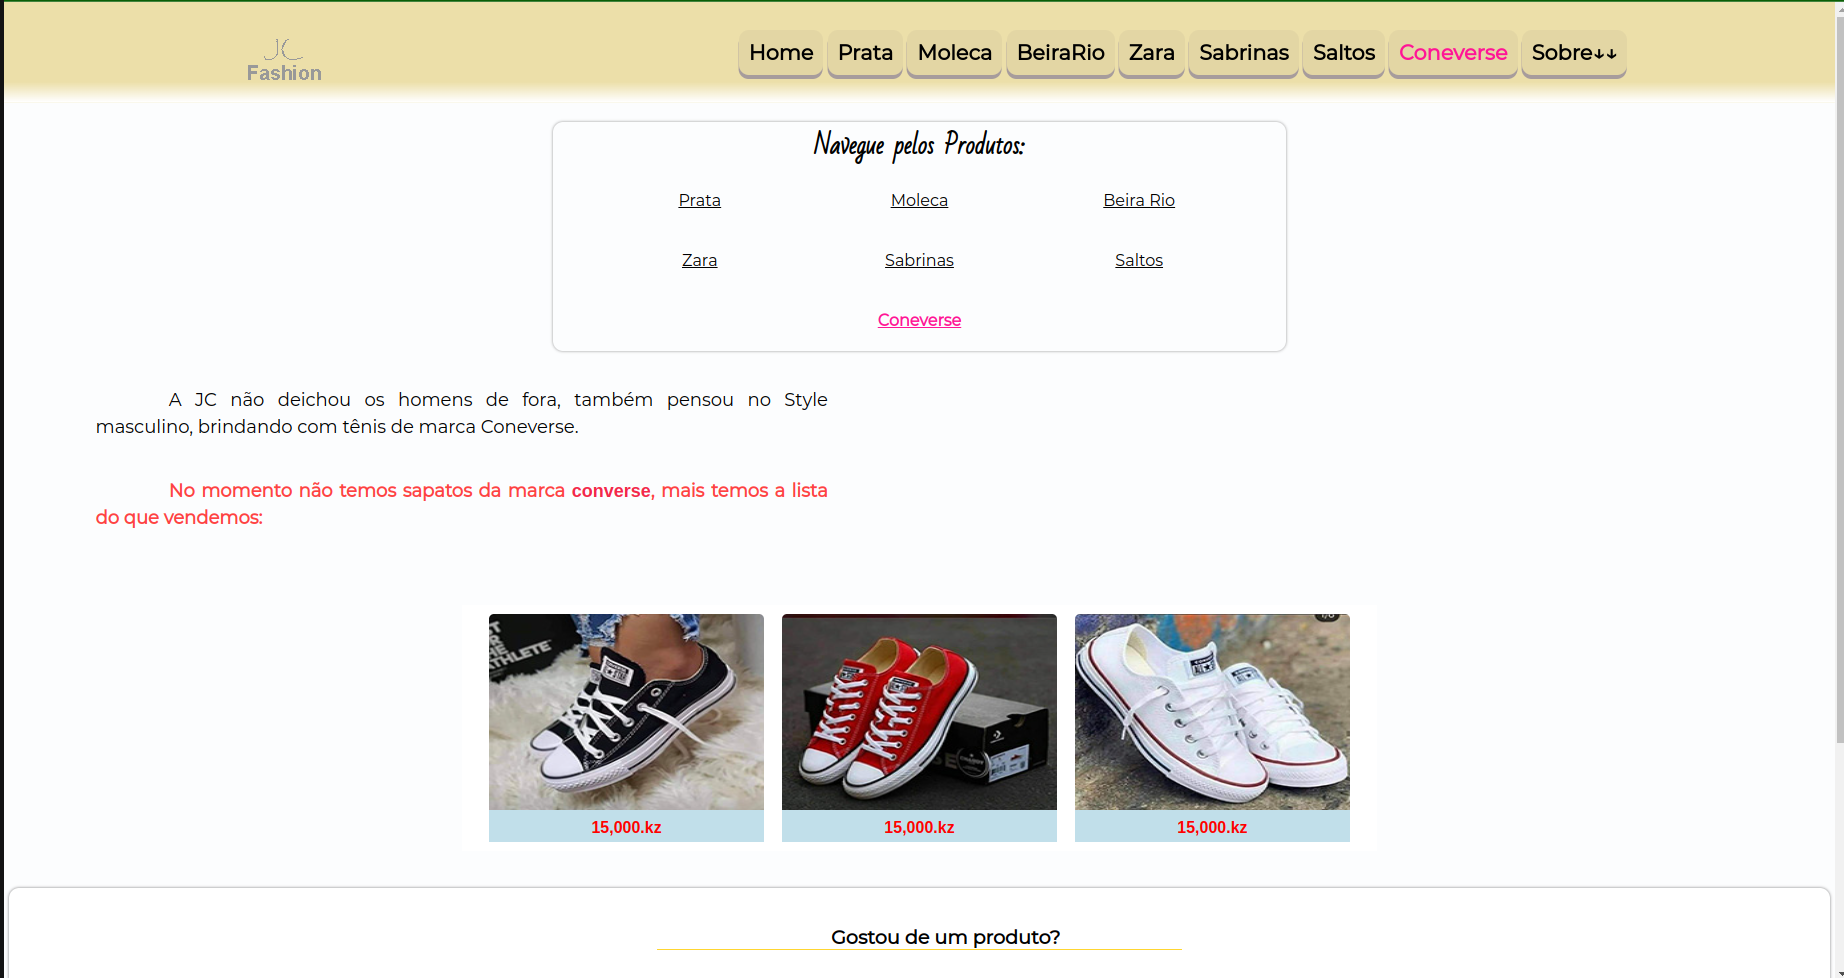 JC
Fashion
Home Prata Moleca BeiraRio Zara Sabrinas Saltos Coneverse Sobre↓↓
Navegue pelos Produtos:
Prata Moleca Beira Rio
Zara Sabrinas Saltos
Coneverse
A JC não deichou os homens de fora, também pensou no Style
masculino, brindando com tênis de marca Coneverse.
No momento não temos sapatos da marca converse, mais temos a lista
do que vendemos:
15,000.kz 15,000.kz 15,000.kz
Gostou de um produto?